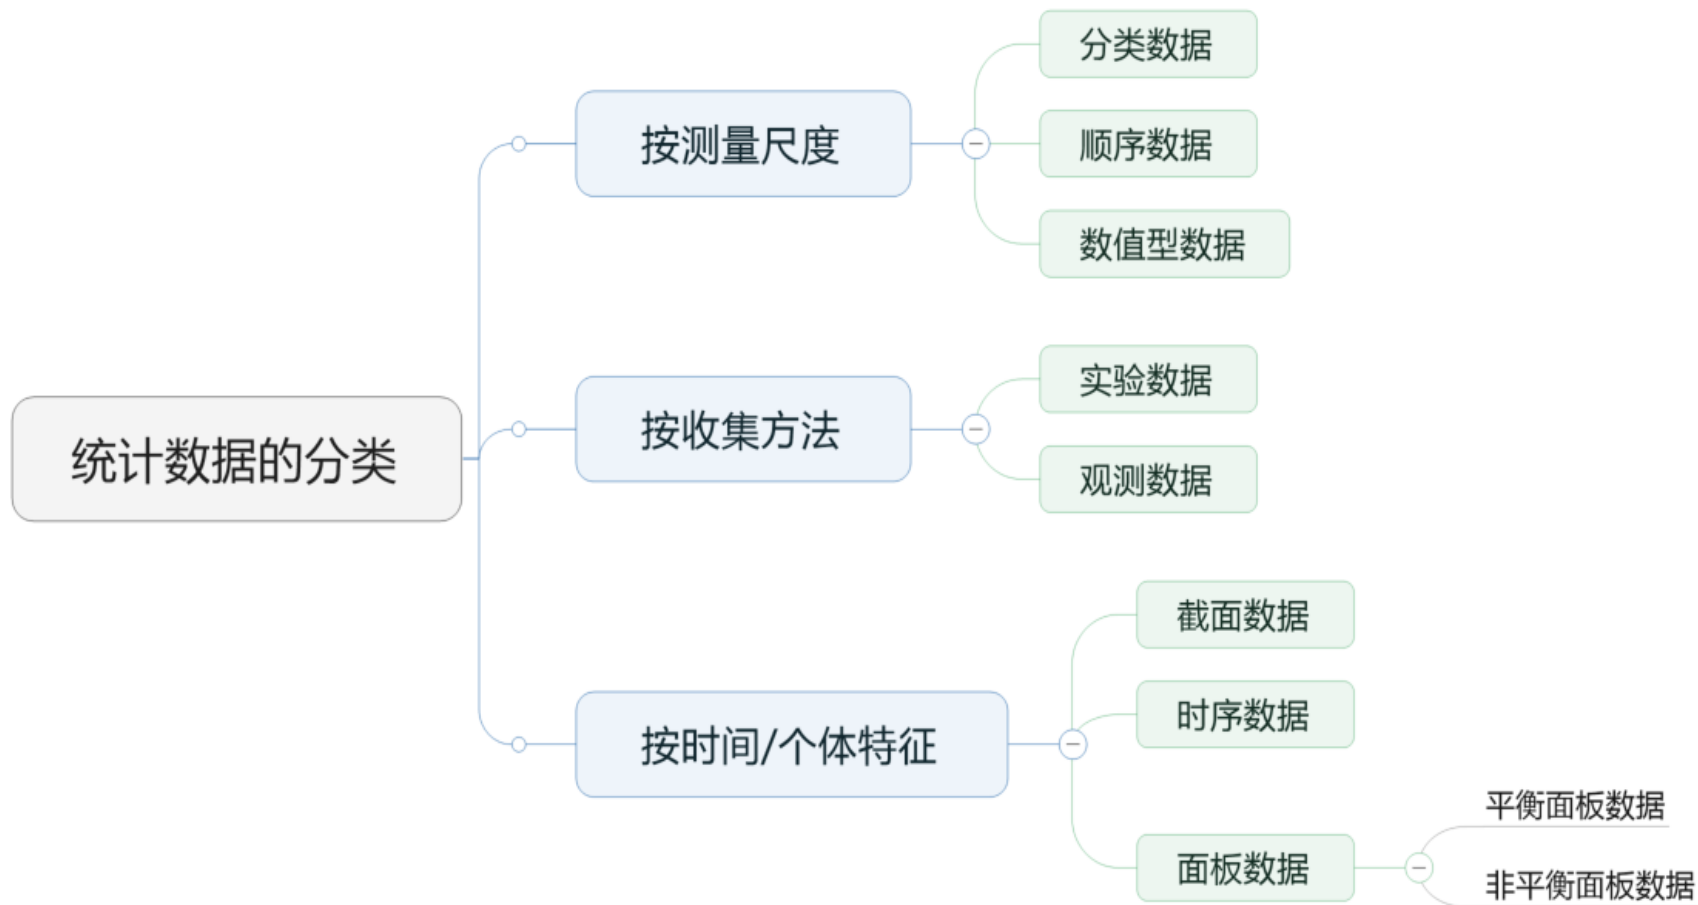 统计数据的分类
按测量尺度
分类数据
顺序数据
数值型数据
按收集方法
实验数据
观测数据
按时间/个体特征
截面数据
时序数据
面板数据
平衡面板数据
非平衡面板数据